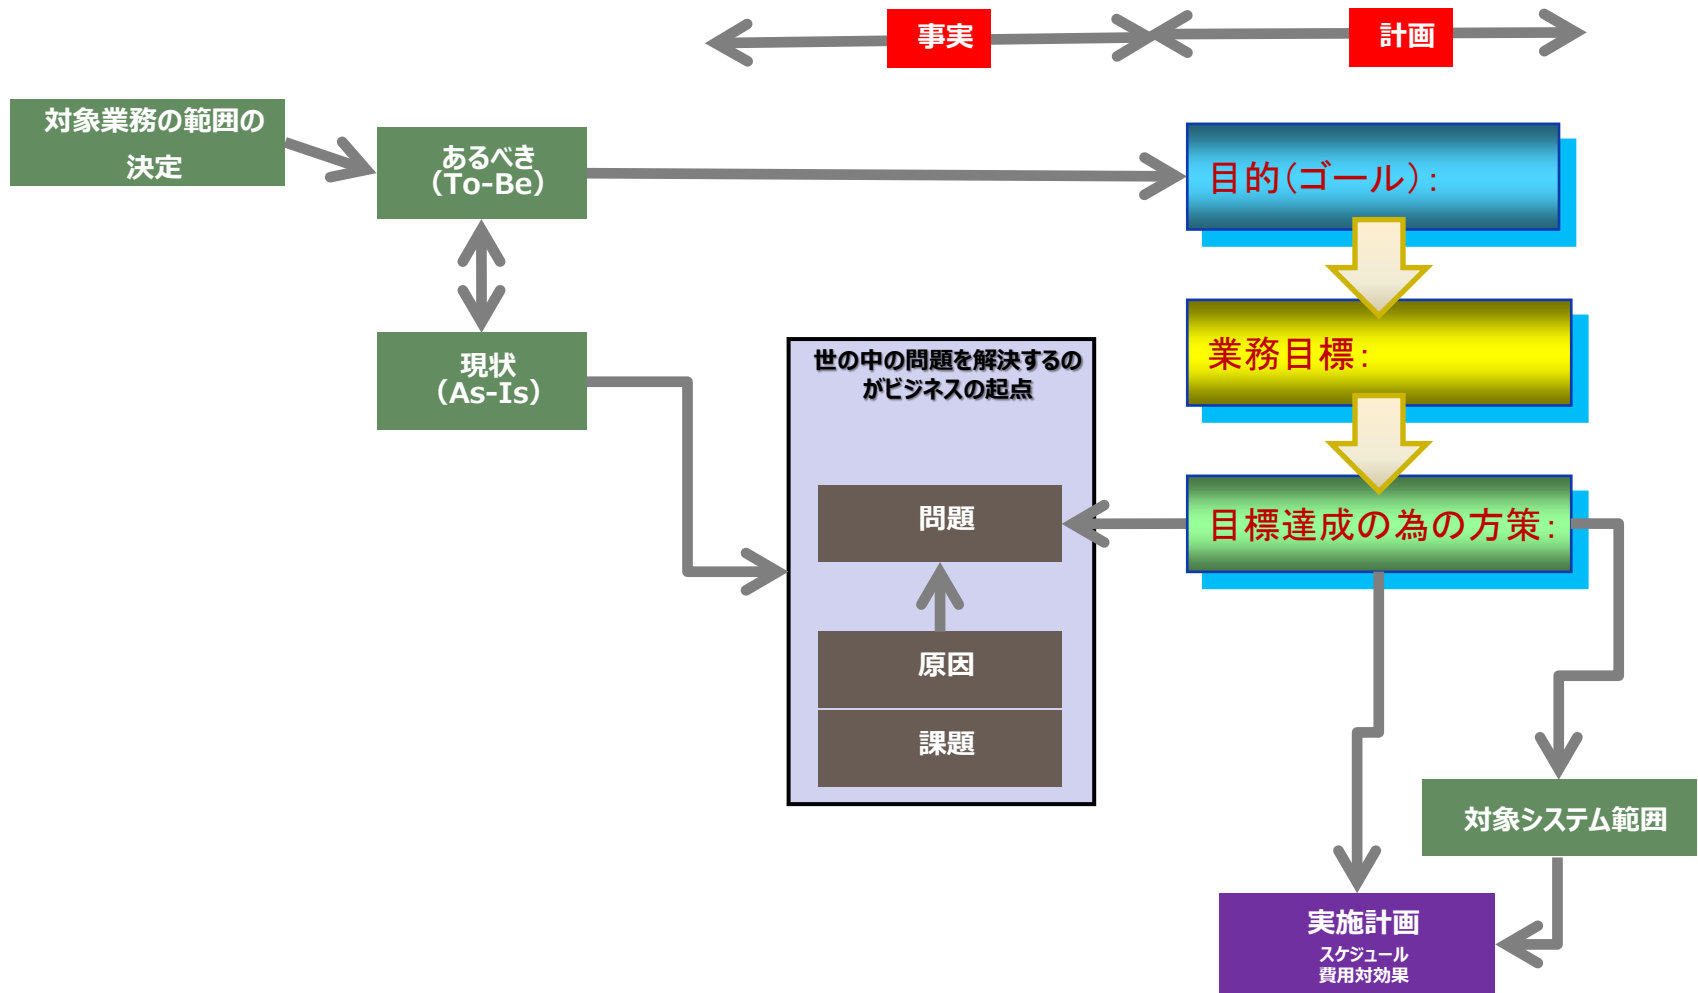 事実
計画
対象業務の範囲の
決定
あるべき
（To-Be）
目的（ゴール）：
現状
（As-Is）
世の中の問題を解決するの
がビジネスの起点
業務目標：
問題
目標達成の為の方策：
原因
課題
対象システム範囲
実施計画
スケジュール
費用対効果